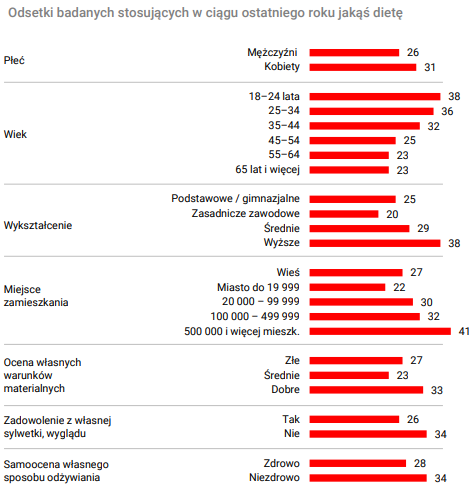 Odsetki badanych stosujących w ciągu ostatniego roku jakąś dietę
Płeć
Mężczyźni 26
Kobiety 31
Wiek
18–24 lata 38
25–34 36
35–44 32
45–54 25
55–64 23
65 lat i więcej 23
Wykształcenie
Podstawowe / gimnazjalne 25
Zasadnicze zawodowe 20
Średnie 29
Wyższe 38
Miejsce
zamieszkania
Wieś 27
Miasto do 19 999 22
20 000 – 99 999 30
100 000 – 499 999 32
500 000 i więcej mieszk. 41
Ocena własnych
warunków
materialnych
Złe 27
Średnie 23
Dobre 33
Zadowolenie z własnej
sylwetki, wyglądu
Tak 26
Nie 34
Samoocena własnego
sposobu odżywiania
Zdrowo 28
Niezdrowo 34